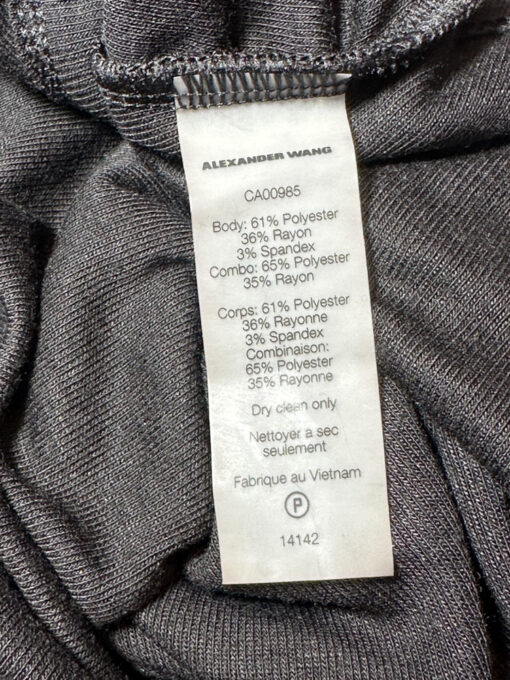 ALEXANDER WANG
CA00985
Body: 61% Polyester
36% Rayon
3% Spandex
Combo: 65% Polyester
35% Rayon
Corps: 61% Polyester
36% Rayonne
3% Spandex
Combinaison:
65% Polyester
35% Rayonne
Dry clean only
Nettoyer a sec
seulement
Fabrique au Vietnam
P
14142